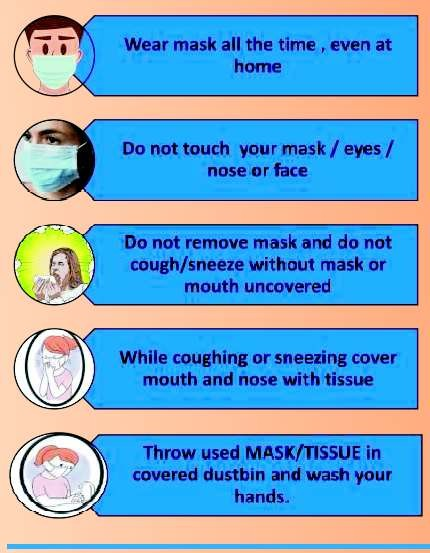 Wear mask all the time , even at
home
Do not touch  your mask / eyes /
nose or face
Do not remove mask and do not
cough/sneeze without mask or
mouth uncovered
While coughing or sneezing cover
mouth and nose with tissue
Throw used MASK/TISSUE in
covered dustbin and wash your
hands.